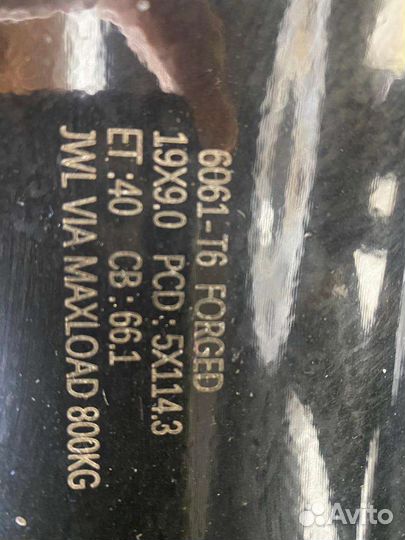 6061-T6 FORGED
19X9.0 PCD:5X114.3
ET:40 CB:66.1
JWL VIA MAXLOAD 800KG
Avito